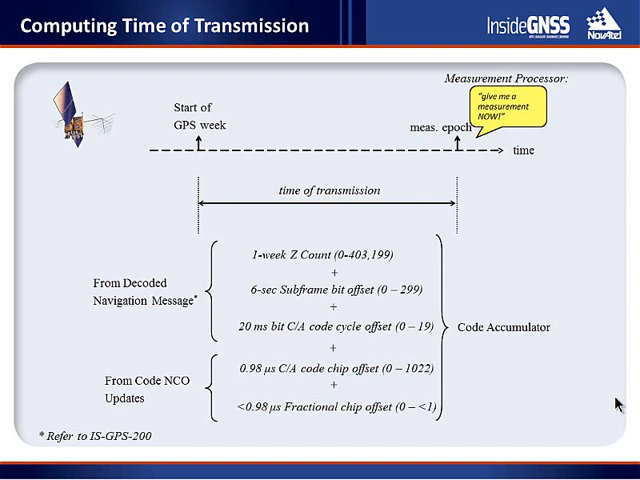 Computing Time of Transmission
InsideGNSS
NovAtel
Measurement Processor:
"give me a
measurement
NOW!"
Start of
GPS week
meas. epoch
time
time of transmission
1-week Z Count (0-403,199)
+
From Decoded
Navigation Message*
6-sec Subframe bit offset (0 – 299)
+
20 ms bit C/A code cycle offset (0 – 19)
Code Accumulator
+
0.98 µs C/A code chip offset (0 – 1022)
From Code NCO
Updates
+
<0.98 µs Fractional chip offset (0 – <1)
* Refer to IS-GPS-200